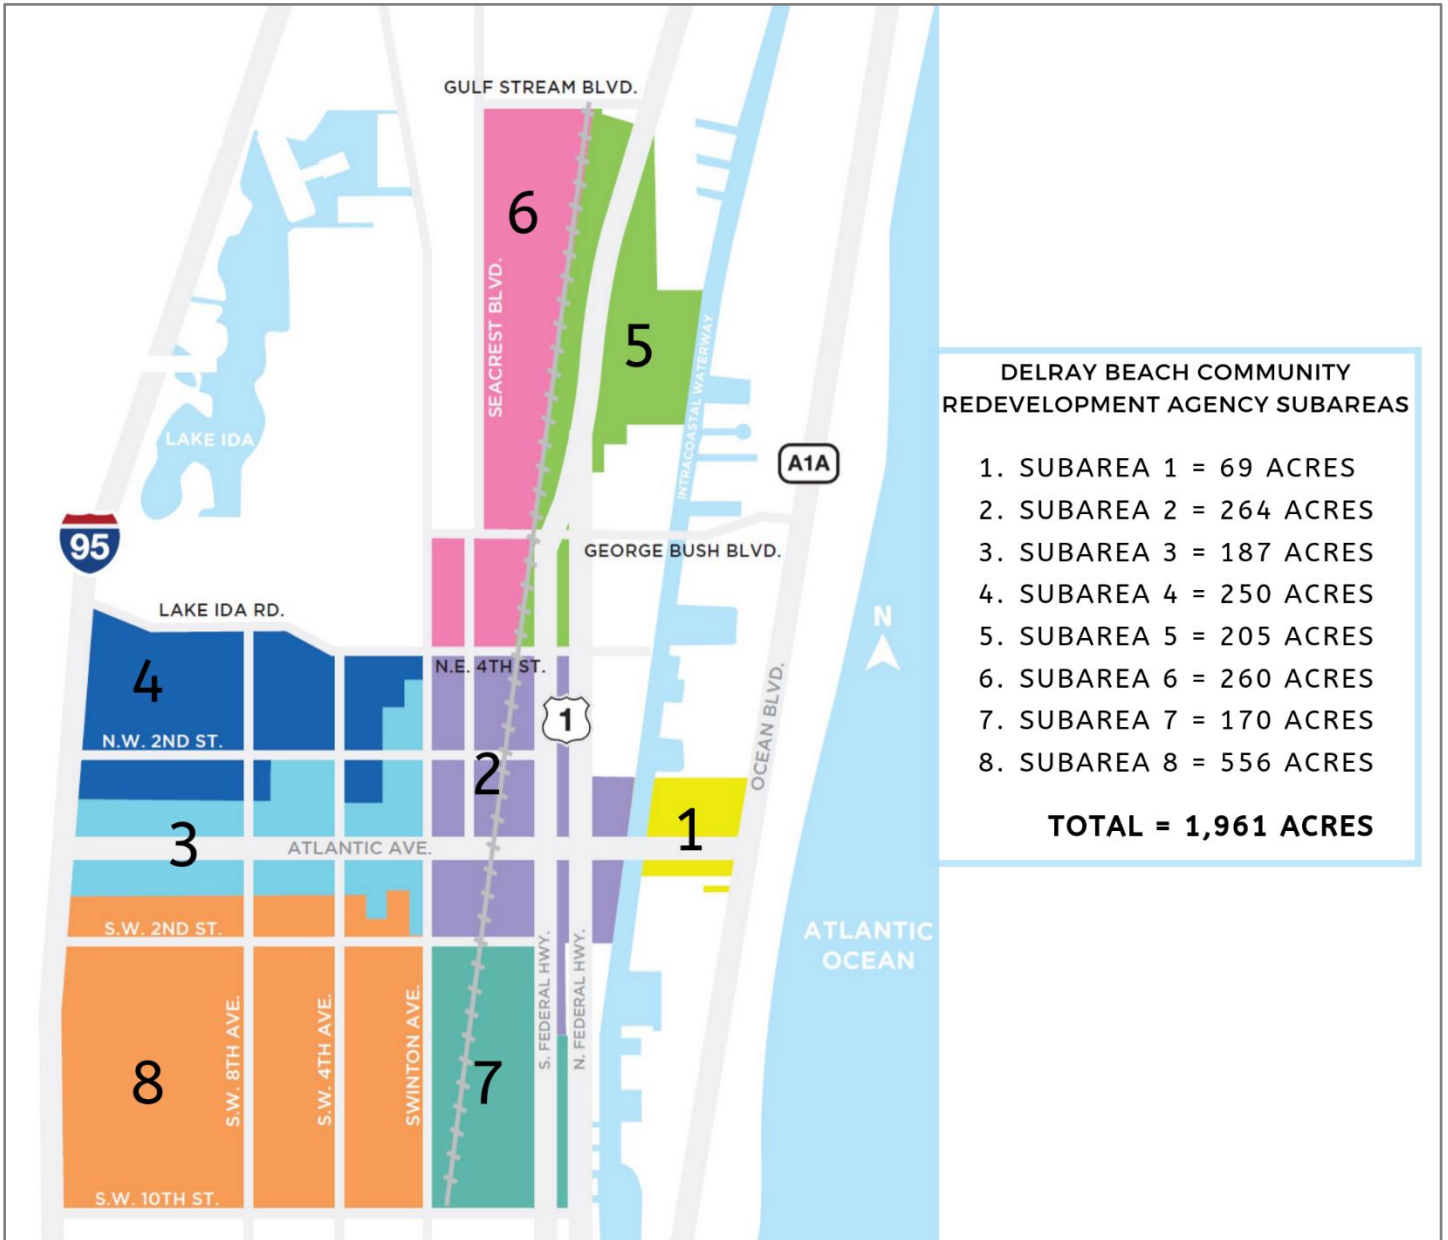 GULF STREAM BLVD.
6
SEACREST BLVD.
5
INTRACOASTAL WATERWAY
LAKE IDA
A1A
95
GEORGE BUSH BLVD.
LAKE IDA RD.
N
4
N.E. 4TH ST.
OCEAN BLVD.
1
N.W. 2ND ST.
2
3
1
ATLANTIC AVE.
S.W. 2ND ST.
ATLANTIC
OCEAN
S. FEDERAL HWY.
N. FEDERAL HWY.
S.W. 8TH AVE.
S.W. 4TH AVE.
SWINTON AVE.
8
7
S.W. 10TH ST.
DELRAY BEACH COMMUNITY
REDEVELOPMENT AGENCY SUBAREAS
1. SUBAREA 1 = 69 ACRES
2. SUBAREA 2 = 264 ACRES
3. SUBAREA 3 = 187 ACRES
4. SUBAREA 4 = 250 ACRES
5. SUBAREA 5 = 205 ACRES
6. SUBAREA 6 = 260 ACRES
7. SUBAREA 7 = 170 ACRES
8. SUBAREA 8 = 556 ACRES
TOTAL = 1,961 ACRES